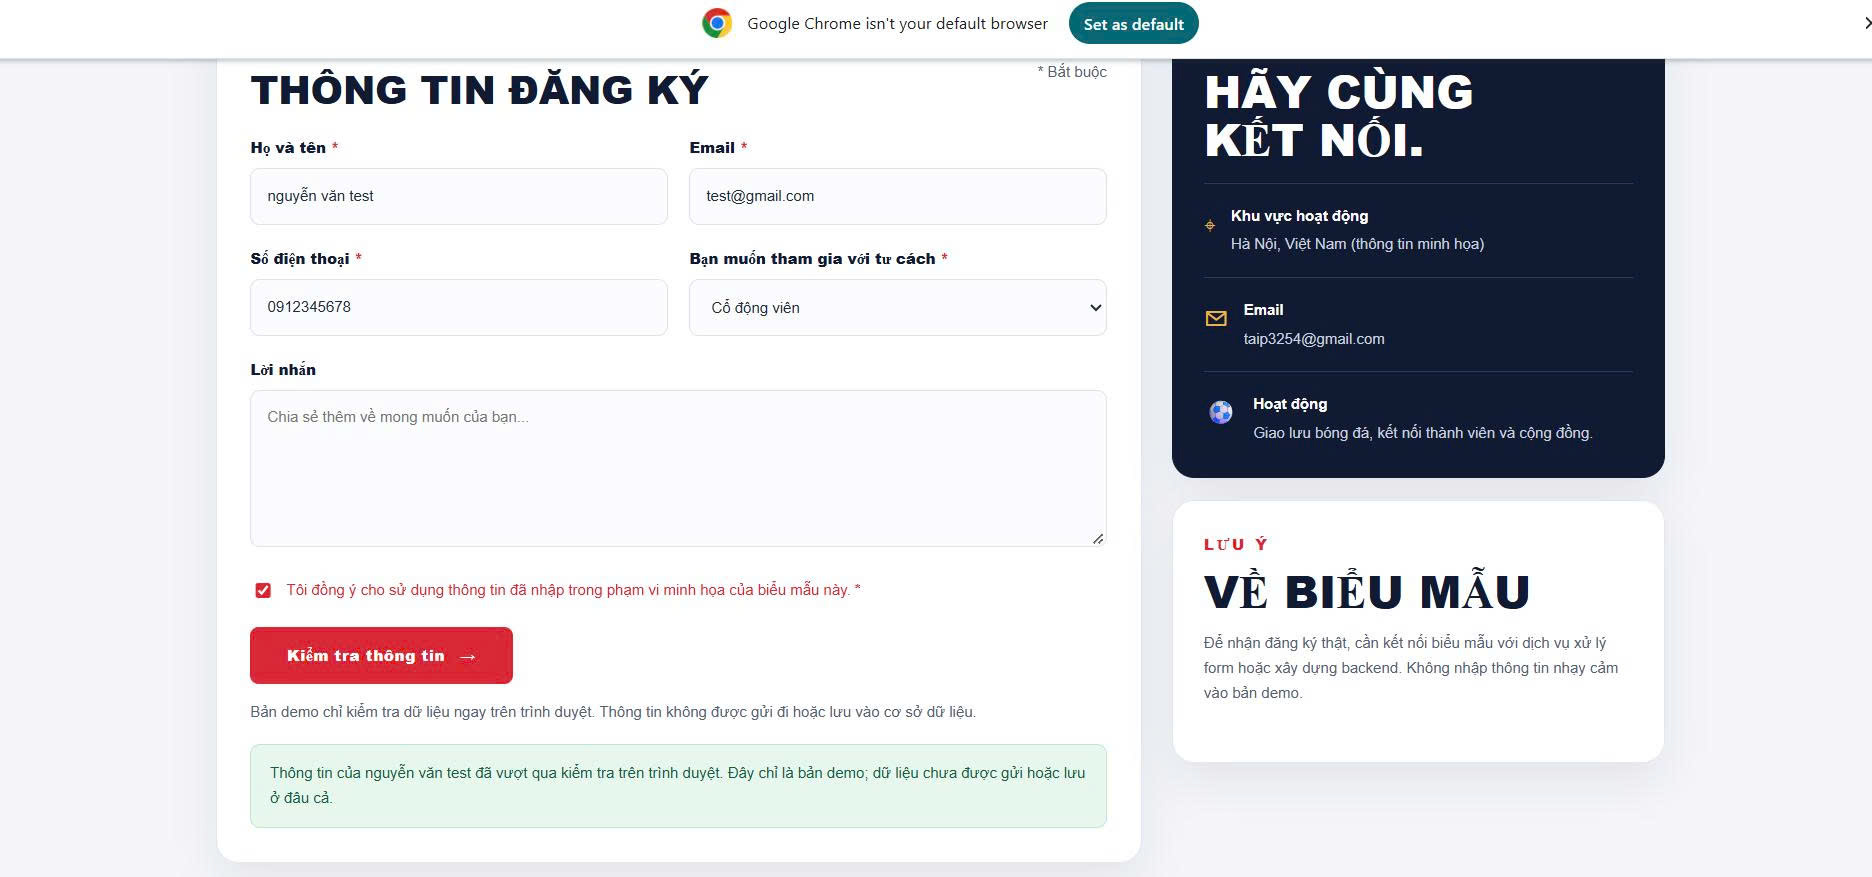 Google Chrome isn't your default browser
Set as default
THÔNG TIN ĐĂNG KÝ
* Bắt buộc
Họ và tên *
nguyễn văn test
Email *
test@gmail.com
Số điện thoại *
0912345678
Bạn muốn tham gia với tư cách *
Cổ động viên
Lời nhắn
Chia sẻ thêm về mong muốn của bạn...
Tôi đồng ý cho sử dụng thông tin đã nhập trong phạm vi minh họa của biểu mẫu này. *
Kiểm tra thông tin →
Bản demo chỉ kiểm tra dữ liệu ngay trên trình duyệt. Thông tin không được gửi đi hoặc lưu vào cơ sở dữ liệu.
Thông tin của nguyễn văn test đã vượt qua kiểm tra trên trình duyệt. Đây chỉ là bản demo; dữ liệu chưa được gửi hoặc lưu
ở đâu cả.
HÃY CÙNG
KẾT NỐI.
Khu vực hoạt động
Hà Nội, Việt Nam (thông tin minh họa)
Email
taip3254@gmail.com
Hoạt động
Giao lưu bóng đá, kết nối thành viên và cộng đồng.
LƯU Ý
VỀ BIỂU MẪU
Để nhận đăng ký thật, cần kết nối biểu mẫu với dịch vụ xử lý
form hoặc xây dựng backend. Không nhập thông tin nhạy cảm
vào bản demo.